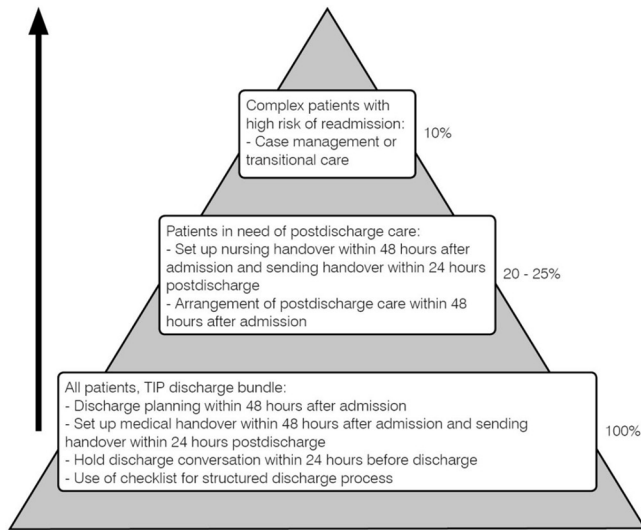 Complex patients with
high risk of readmission:
- Case management or
transitional care
10%
Patients in need of postdischarge care:
- Set up nursing handover within 48 hours after
admission and sending handover within 24 hours
postdischarge
- Arrangement of postdischarge care within 48
hours after admission
20 - 25%
All patients, TIP discharge bundle:
- Discharge planning within 48 hours after admission
- Set up medical handover within 48 hours after admission and sending
handover within 24 hours postdischarge
- Hold discharge conversation within 24 hours before discharge
- Use of checklist for structured discharge process
100%